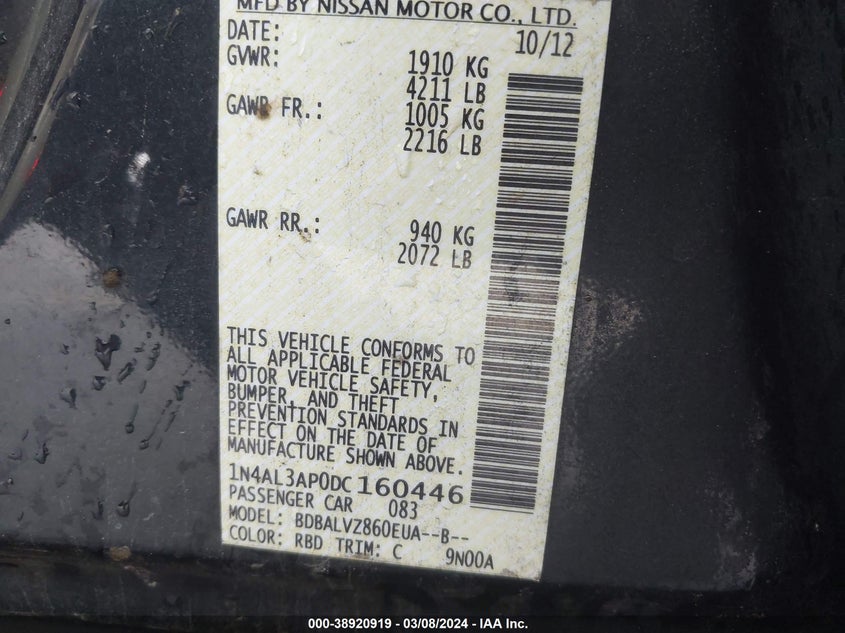 MFD BY NISSAN MOTOR CO., LTD.
DATE: 10/12
GVWR: 1910 KG
4211 LB
GAWR FR.: 1005 KG
2216 LB
GAWR RR.: 940 KG
2072 LB
THIS VEHICLE CONFORMS TO
ALL APPLICABLE FEDERAL
MOTOR VEHICLE SAFETY,
BUMPER, AND THEFT
PREVENTION STANDARDS IN
EFFECT ON THE DATE OF
MANUFACTURE SHOWN ABOVE.
1N4AL3AP0DC160446
PASSENGER CAR 083
MODEL: BDBALVZ860EUA--B--
COLOR: RBD TRIM: C 9N00A
000-38920919 - 03/08/2024 - IAA Inc.